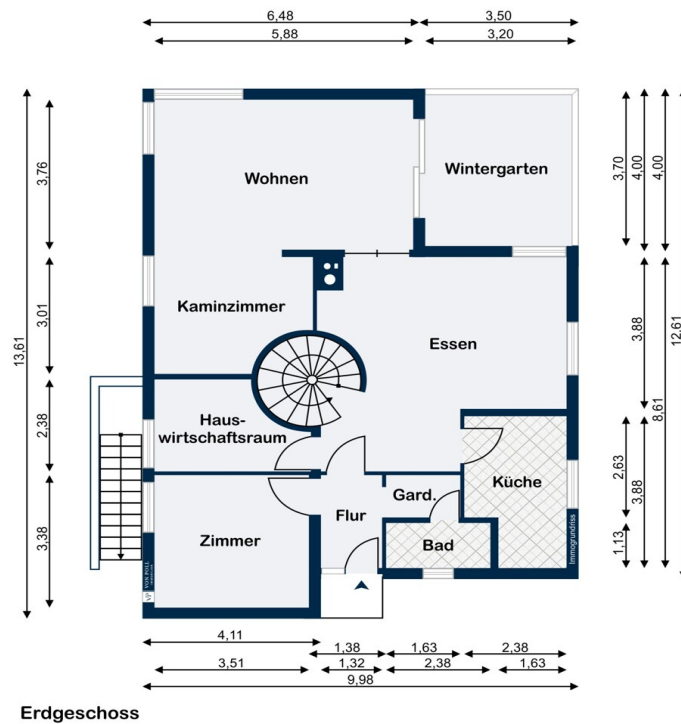 6,48
3,50
5,88
3,20
Wohnen
Wintergarten
3,76
3,70
4,00
4,00
Kaminzimmer
Essen
3,01
3,88
13,61
12,61
8,61
Haus-
wirtschaftsraum
2,38
Küche
2,63
3,88
Gard.
Flur
Zimmer
Bad
3,38
1,13
Immogrundriss
VON POLL
VP
4,11
1,38
1,63
2,38
3,51
1,32
2,38
1,63
9,98
Erdgeschoss